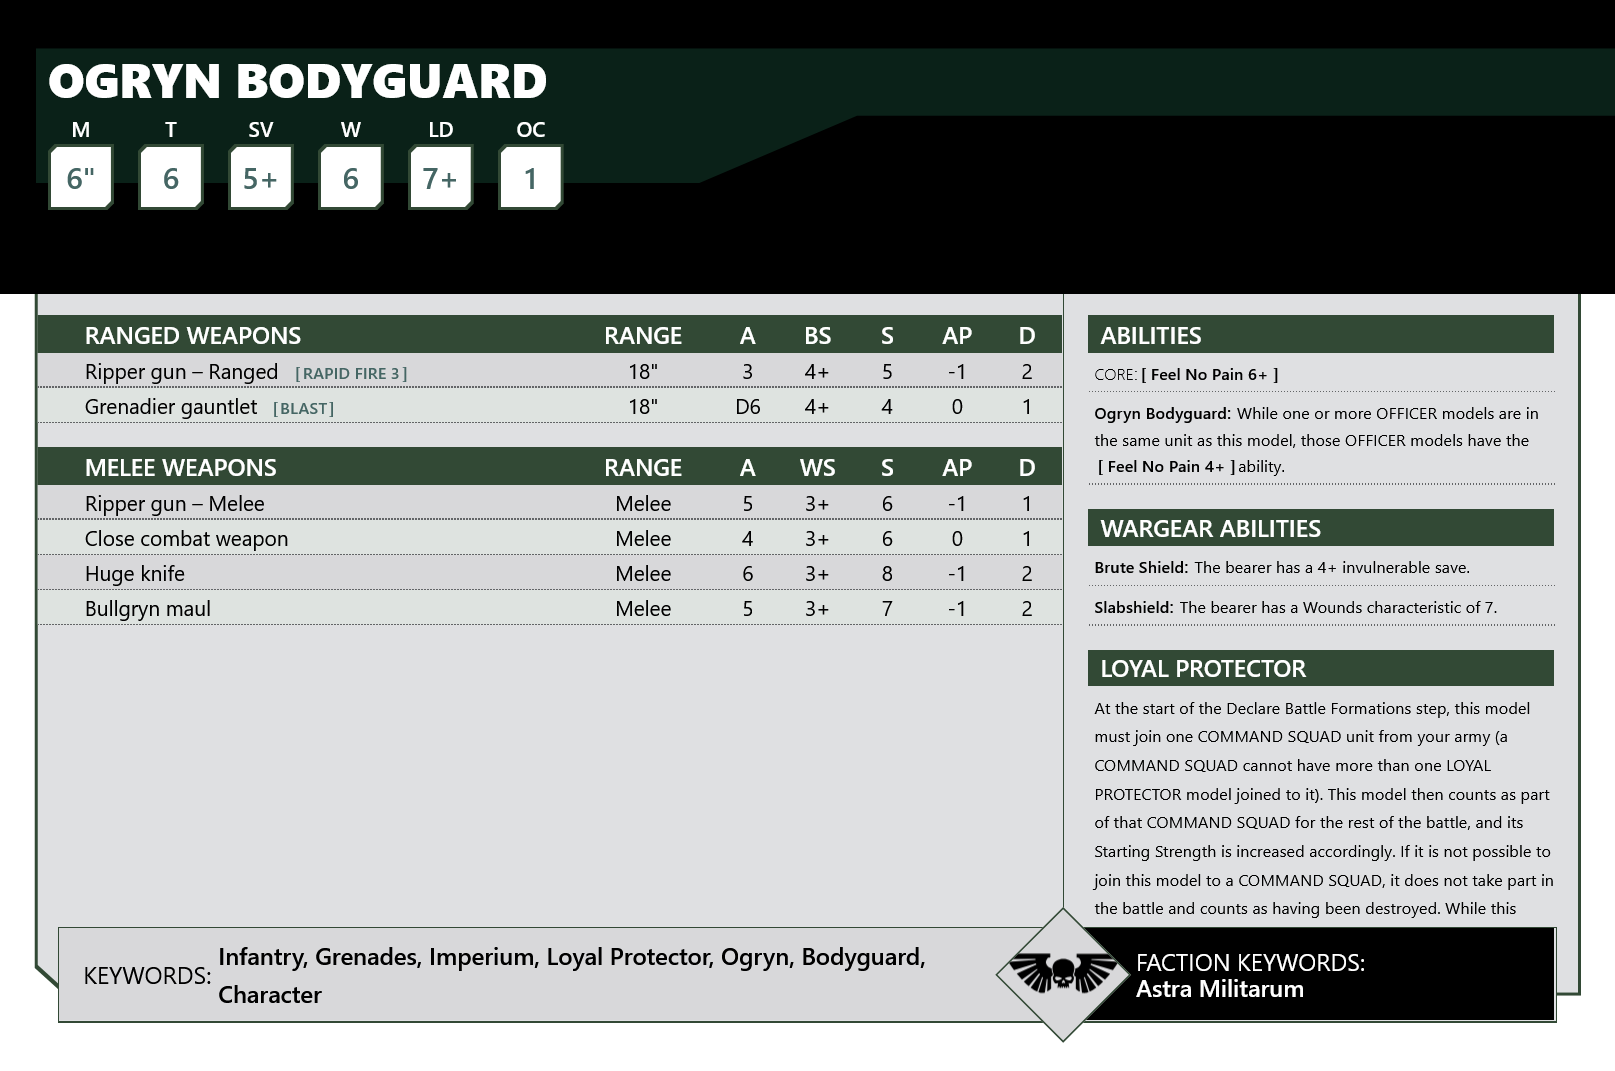 OGRYN BODYGUARD
M T SV W LD OC
6" 6 5+ 6 7+ 1
RANGED WEAPONS RANGE A BS S AP D
Ripper gun – Ranged [RAPID FIRE 3] 18" 3 4+ 5 -1 2
Grenadier gauntlet [BLAST] 18" D6 4+ 4 0 1
MELEE WEAPONS RANGE A WS S AP D
Ripper gun – Melee Melee 5 3+ 6 -1 1
Close combat weapon Melee 4 3+ 6 0 1
Huge knife Melee 6 3+ 8 -1 2
Bullgryn maul Melee 5 3+ 7 -1 2
ABILITIES
CORE: [ Feel No Pain 6+ ]
Ogryn Bodyguard: While one or more OFFICER models are in
the same unit as this model, those OFFICER models have the
[ Feel No Pain 4+ ] ability.
WARGEAR ABILITIES
Brute Shield: The bearer has a 4+ invulnerable save.
Slabshield: The bearer has a Wounds characteristic of 7.
LOYAL PROTECTOR
At the start of the Declare Battle Formations step, this model
must join one COMMAND SQUAD unit from your army (a
COMMAND SQUAD cannot have more than one LOYAL
PROTECTOR model joined to it). This model then counts as part
of that COMMAND SQUAD for the rest of the battle, and its
Starting Strength is increased accordingly. If it is not possible to
join this model to a COMMAND SQUAD, it does not take part in
the battle and counts as having been destroyed. While this
KEYWORDS: Infantry, Grenades, Imperium, Loyal Protector, Ogryn, Bodyguard,
Character
FACTION KEYWORDS:
Astra Militarum